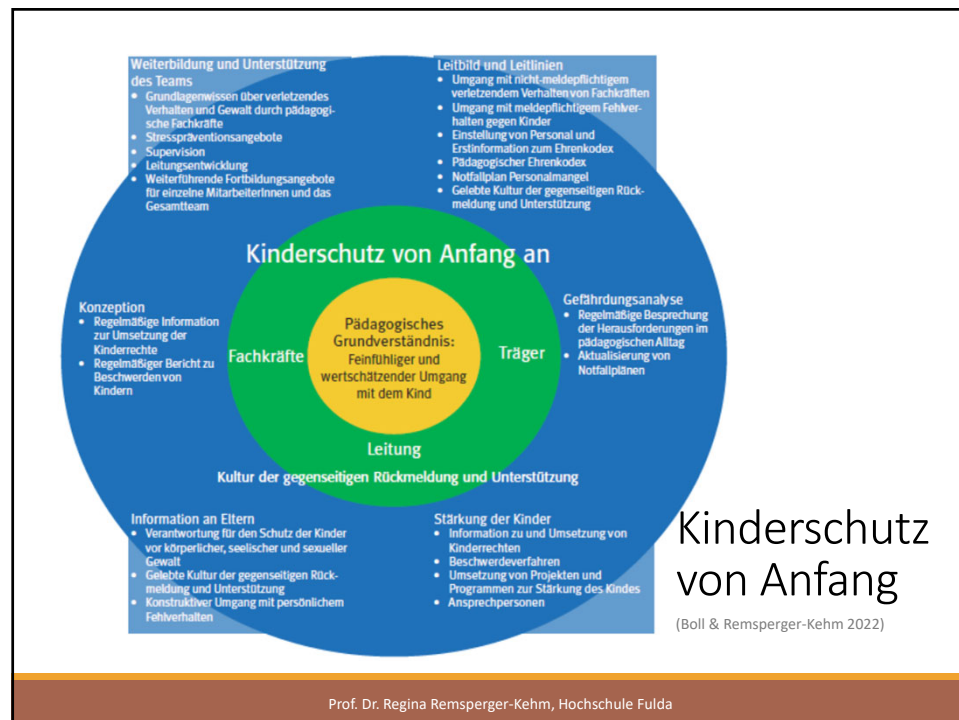 Weiterbildung und Unterstützung
des Teams
• Grundlagenwissen über verletzendes
Verhalten und Gewalt durch pädagogi-
sche Fachkräfte
• Stresspräventionsangebote
• Supervision
• Leitungsentwicklung
• Weiterführende Fortbildungsangebote
für einzelne MitarbeiterInnen und das
Gesamtteam
Leitbild und Leitlinien
• Umgang mit nicht-meldepflichtigem
verletzendem Verhalten von Fachkräften
• Umgang mit meldepflichtigem Fehlver-
halten gegen Kinder
• Einstellung von Personal und
Erstinformation zum Ehrenkodex
• Pädagogischer Ehrenkodex
• Notfallplan Personalmangel
• Gelebte Kultur der gegenseitigen Rück-
meldung und Unterstützung
Kinderschutz von Anfang an
Konzeption
• Regelmäßige Information
zur Umsetzung der
Kinderrechte
• Regelmäßiger Bericht zu
Beschwerden von
Kindern
Fachkräfte
Pädagogisches
Grundverständnis:
Feinfühliger und
wertschätzender Umgang
mit dem Kind
Träger
Gefährdungsanalyse
• Regelmäßige Besprechung
der Herausforderungen im
pädagogischen Alltag
• Aktualisierung von
Notfallplänen
Leitung
Kultur der gegenseitigen Rückmeldung und Unterstützung
Information an Eltern
• Verantwortung für den Schutz der Kinder
vor körperlicher, seelischer und sexueller
Gewalt
• Gelebte Kultur der gegenseitigen Rück-
meldung und Unterstützung
• Konstruktiver Umgang mit persönlichem
Fehlverhalten
Stärkung der Kinder
• Information zu und Umsetzung von
Kinderrechten
• Beschwerdeverfahren
• Umsetzung von Projekten und
Programmen zur Stärkung des Kindes
• Ansprechpersonen
Kinderschutz
von Anfang
(Boll & Remsperger-Kehm 2022)
Prof. Dr. Regina Remsperger-Kehm, Hochschule Fulda